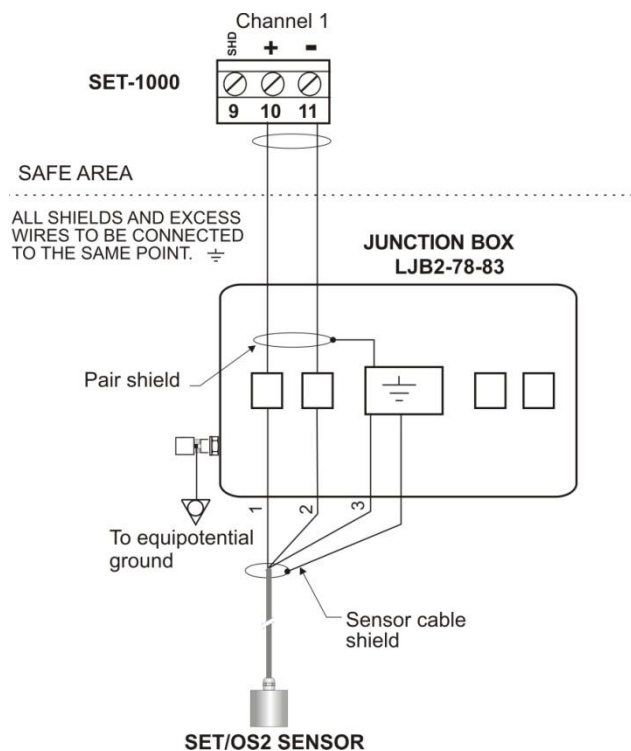 Channel 1
SHD + -
SET-1000
9 10 11
SAFE AREA
ALL SHIELDS AND EXCESS
WIRES TO BE CONNECTED
TO THE SAME POINT.
JUNCTION BOX
LJB2-78-83
Pair shield
1 2 3
To equipotential
ground
Sensor cable
shield
SET/OS2 SENSOR